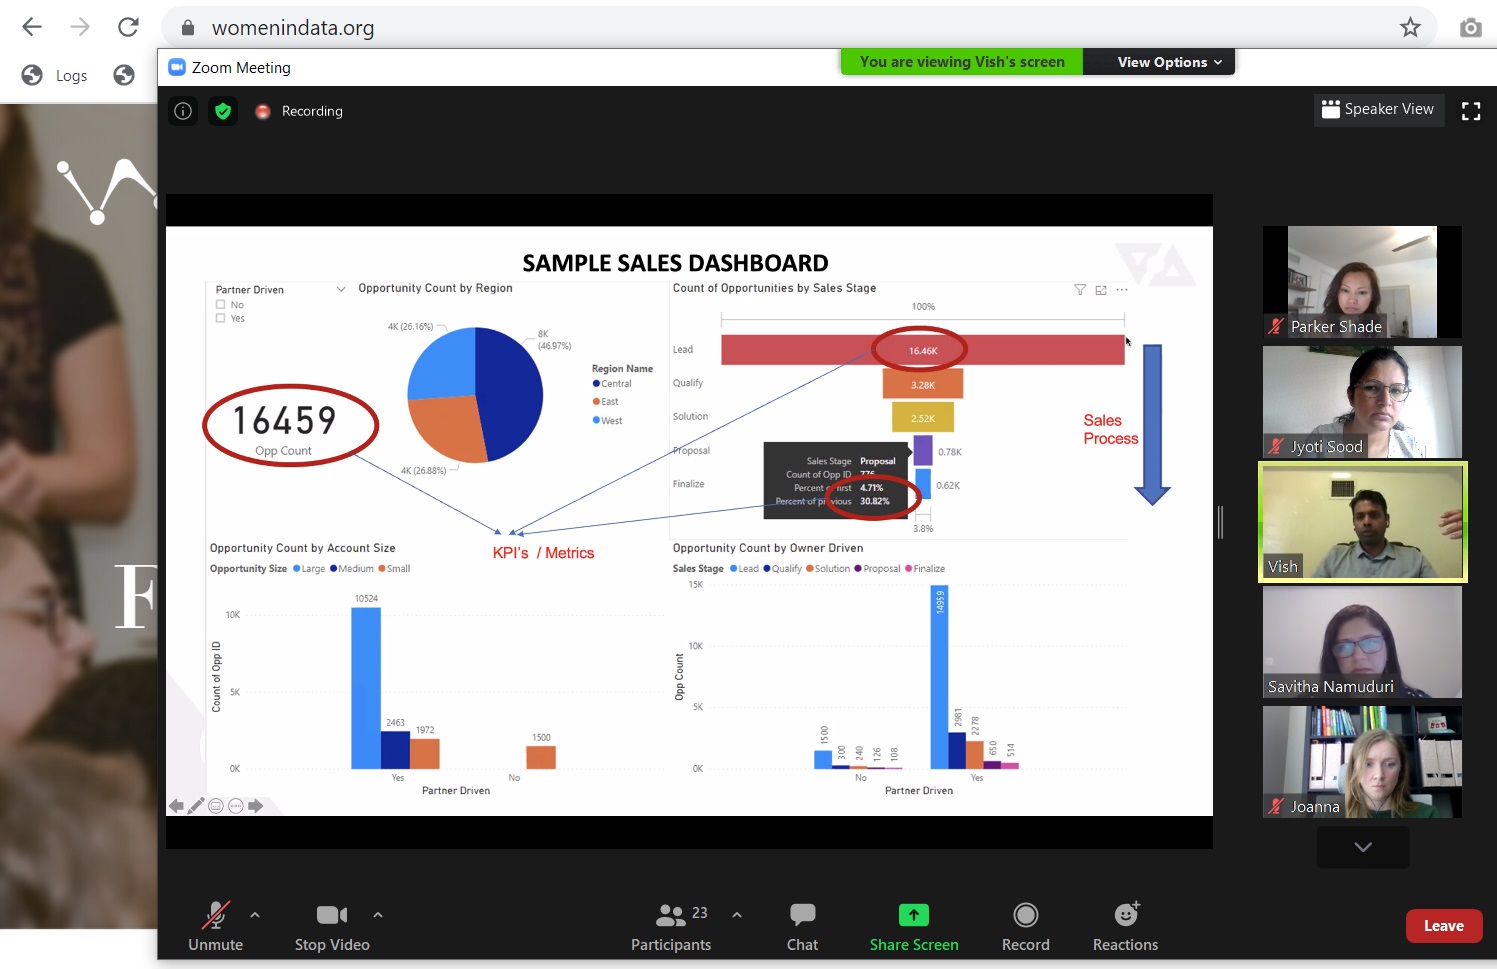 womenindata.org
Logs
Zoom Meeting
You are viewing Vish's screen
View Options
Recording
Speaker View
SAMPLE SALES DASHBOARD
Partner Driven
No
Yes
16459
Opp Count
Opportunity Count by Region
4K (26.16%)
8K
(46.97%)
4K (26.88%)
Region Name
Central
East
West
Count of Opportunities by Sales Stage
100%
Lead
16.46K
Qualify
3.28K
Solution
2.52K
Proposal
0.78K
Finalize
0.62K
3.8%
Sales Stage Proposal
Count of Opp ID 776
Percent of first 4.71%
Percent of previous 30.82%
Sales
Process
KPI's / Metrics
Opportunity Count by Account Size
Opportunity Size Large Medium Small
Count of Opp ID
10K
5K
0K
10524
2463
1972
1500
Yes
No
Partner Driven
Opportunity Count by Owner Driven
Sales Stage Lead Qualify Solution Proposal Finalize
Opp Count
15K
10K
5K
0K
1500
300
240
126
108
14959
2981
2278
650
514
No
Yes
Partner Driven
Parker Shade
Jyoti Sood
Vish
Savitha Namuduri
Joanna
F
Unmute
Stop Video
Participants
23
Chat
Share Screen
Record
Reactions
Leave